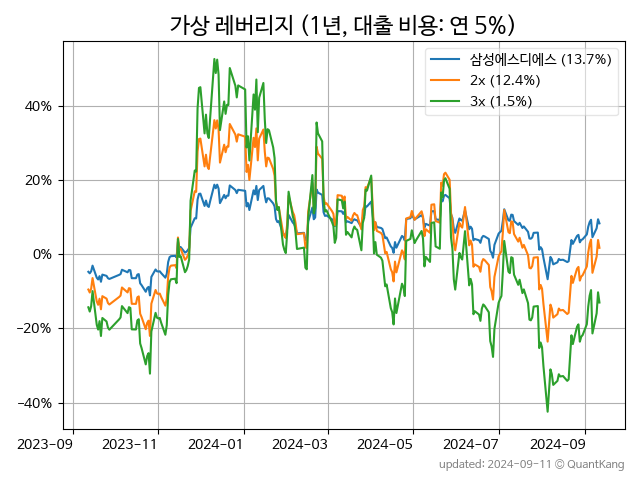 가상 레버리지 (1년, 대출 비용: 연 5%)
삼성에스디에스 (13.7%)
2x (12.4%)
3x (1.5%)
40%
20%
0%
−20%
−40%
2023-09 2023-11 2024-01 2024-03 2024-05 2024-07 2024-09
updated: 2024-09-11 © QuantKang